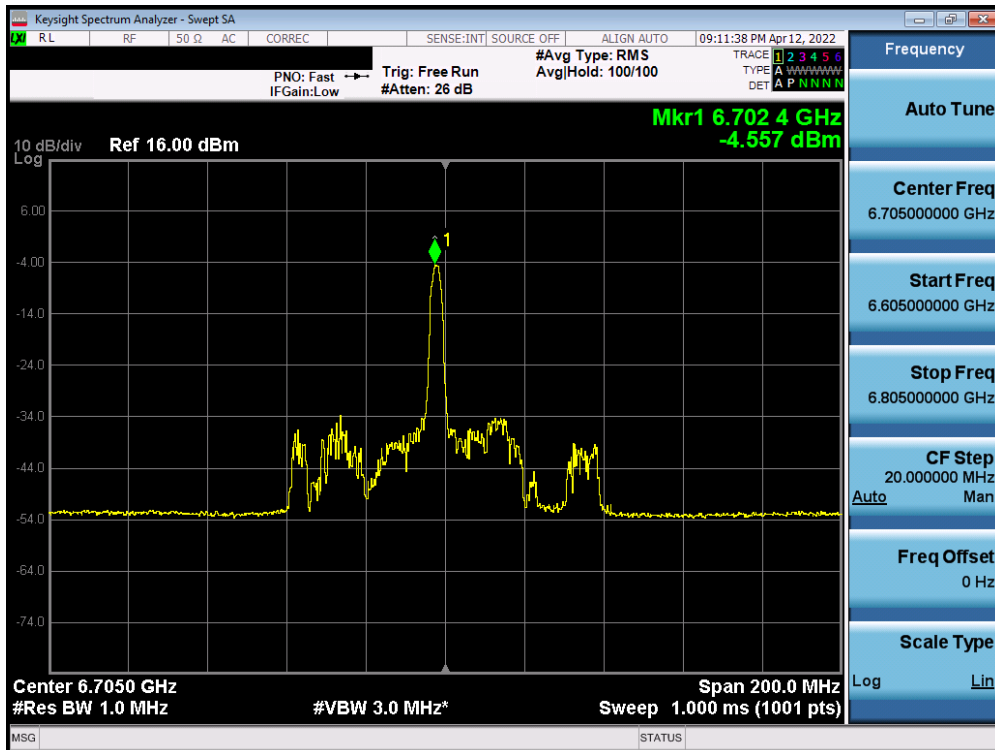 Keysight Spectrum Analyzer - Swept SA
LXI RL RF 50 Ω AC CORREC SENSE:INT SOURCE OFF ALIGN AUTO 09:11:38 PM Apr 12, 2022
PNO: Fast
IFGain:Low
Trig: Free Run
#Atten: 26 dB
#Avg Type: RMS
Avg|Hold: 100/100
TRACE 1 2 3 4 5 6
TYPE A WWWWW
DET A P N N N N
Mkr1 6.702 4 GHz
-4.557 dBm
10 dB/div Ref 16.00 dBm
Log
6.00
-4.00
-14.0
-24.0
-34.0
-44.0
-54.0
-64.0
-74.0
1
Center 6.7050 GHz
Span 200.0 MHz
#Res BW 1.0 MHz
#VBW 3.0 MHz*
Sweep 1.000 ms (1001 pts)
MSG
STATUS
Frequency
Auto Tune
Center Freq
6.705000000 GHz
Start Freq
6.605000000 GHz
Stop Freq
6.805000000 GHz
CF Step
20.000000 MHz
Auto Man
Freq Offset
0 Hz
Scale Type
Log Lin